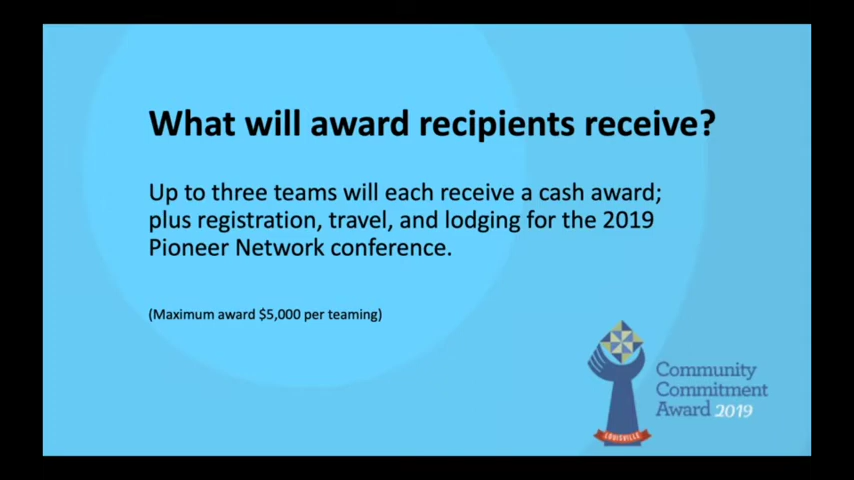 What will award recipients receive?
Up to three teams will each receive a cash award;
plus registration, travel, and lodging for the 2019
Pioneer Network conference.
(Maximum award $5,000 per teaming)
Community
Commitment
Award 2019
LOUISVILLE